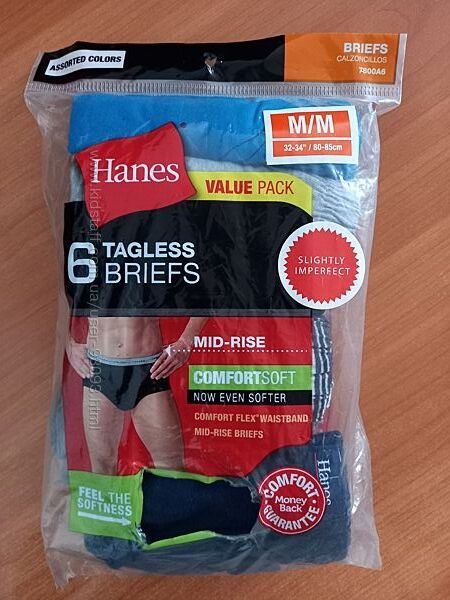 ASSORTED COLORS
BRIEFS
CALZONCILLOS
7800A6
M/M
32-34" / 80-85cm
Hanes
VALUE PACK
6 TAGLESS
BRIEFS
SLIGHTLY
IMPERFECT
MID-RISE
COMFORTSOFT
NOW EVEN SOFTER
COMFORT FLEX® WAISTBAND
MID-RISE BRIEFS
FEEL THE
SOFTNESS
Hanes
COMFORT
Money
Back
GUARANTEE